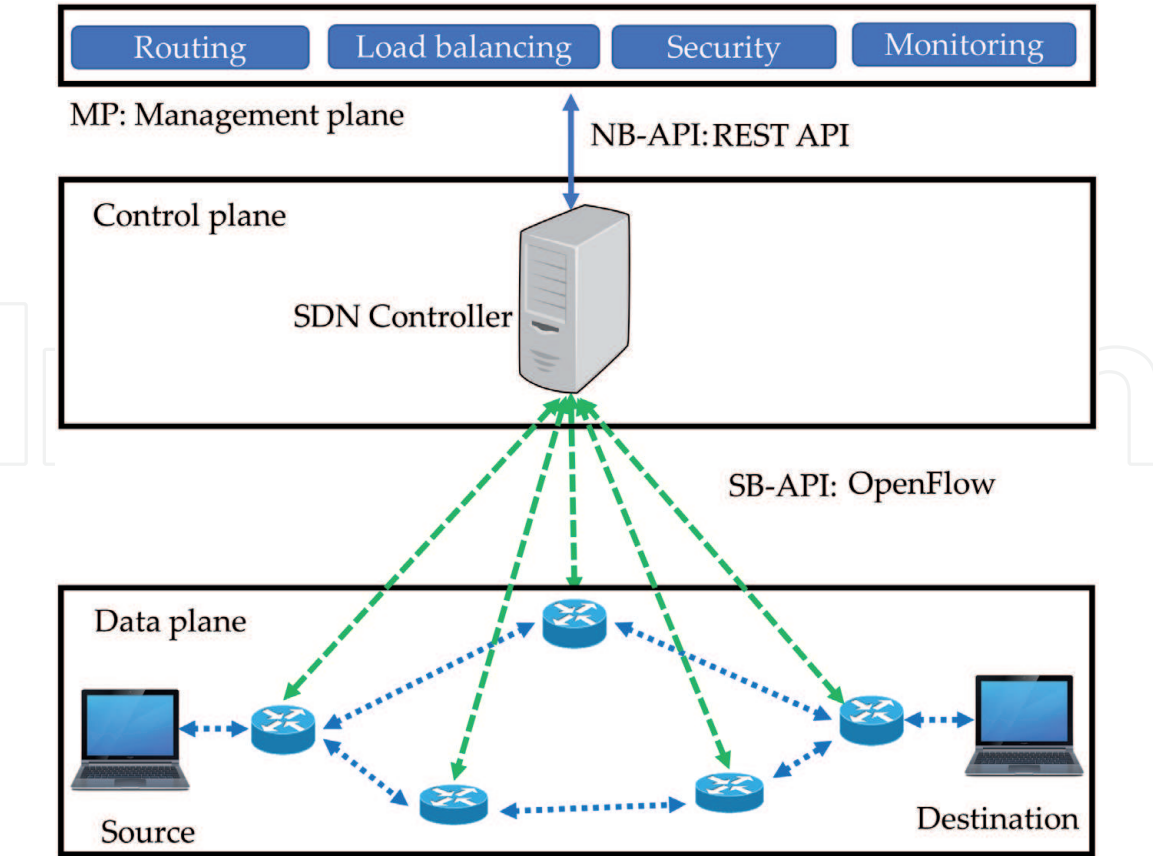 Routing
Load balancing
Security
Monitoring
MP: Management plane
NB-API: REST API
Control plane
SDN Controller
SB-API: OpenFlow
Data plane
Source
Destination